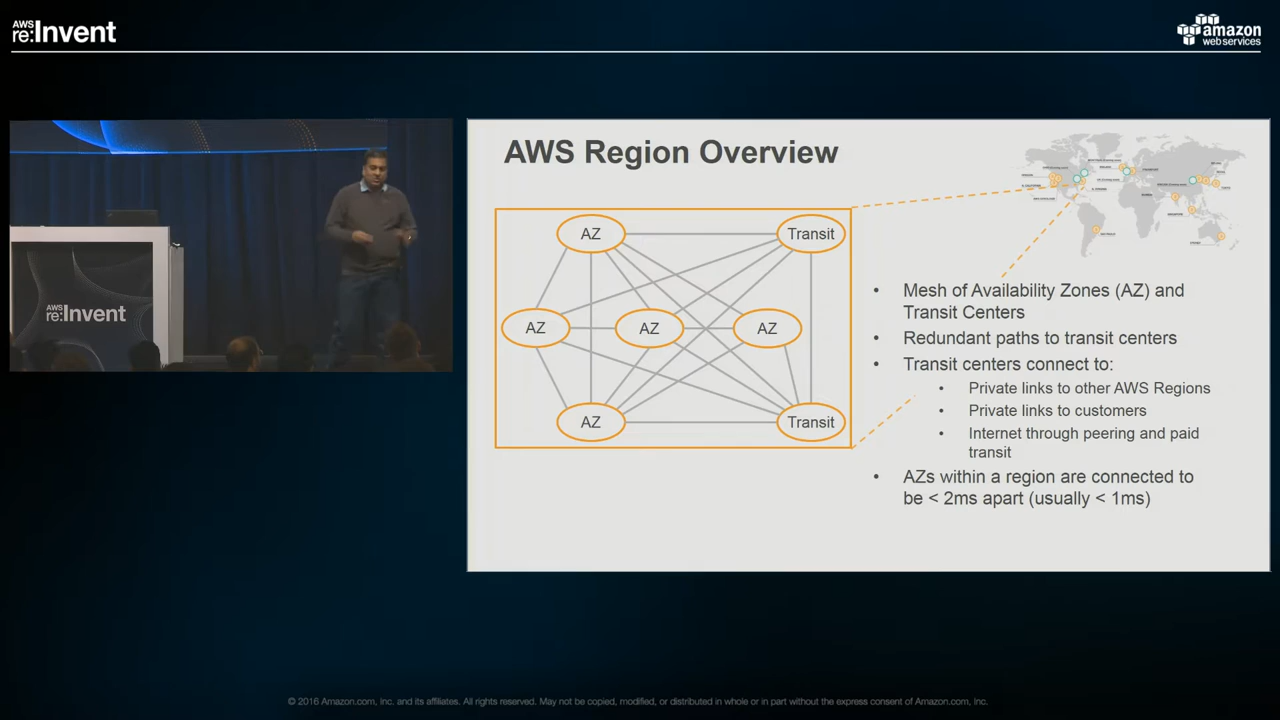 AWS
re:Invent
amazon
web services
AWS
re:Invent
AWS Region Overview
AZ
Transit
AZ
AZ
AZ
AZ
Transit
• Mesh of Availability Zones (AZ) and
Transit Centers
• Redundant paths to transit centers
• Transit centers connect to:
• Private links to other AWS Regions
• Private links to customers
• Internet through peering and paid
transit
• AZs within a region are connected to
be < 2ms apart (usually < 1ms)
© 2016 Amazon.com, Inc. and its affiliates. All rights reserved. May not be copied, modified, or distributed in whole or in part without the express consent of Amazon.com, Inc.